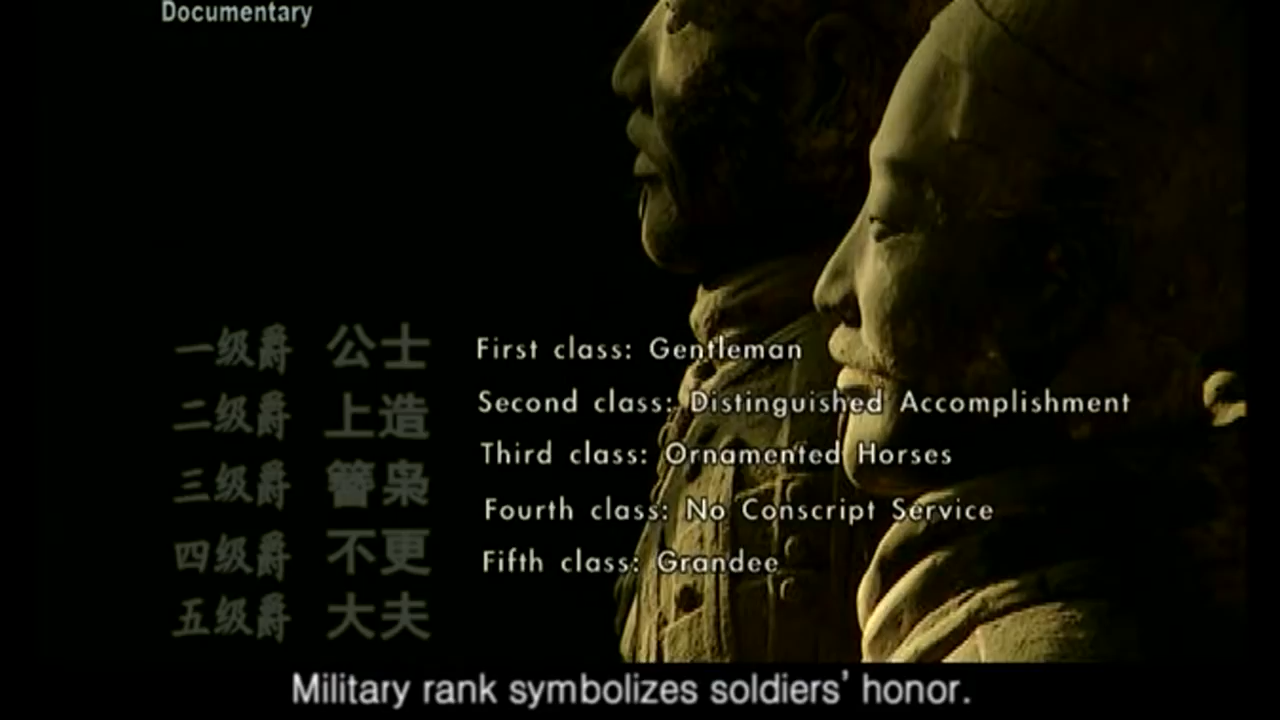 Documentary
一级爵 公士 First class: Gentleman
二级爵 上造 Second class: Distinguished Accomplishment
三级爵 簪枭 Third class: Ornamented Horses
四级爵 不更 Fourth class: No Conscript Service
五级爵 大夫 Fifth class: Grandee
Military rank symbolizes soldiers' honor.